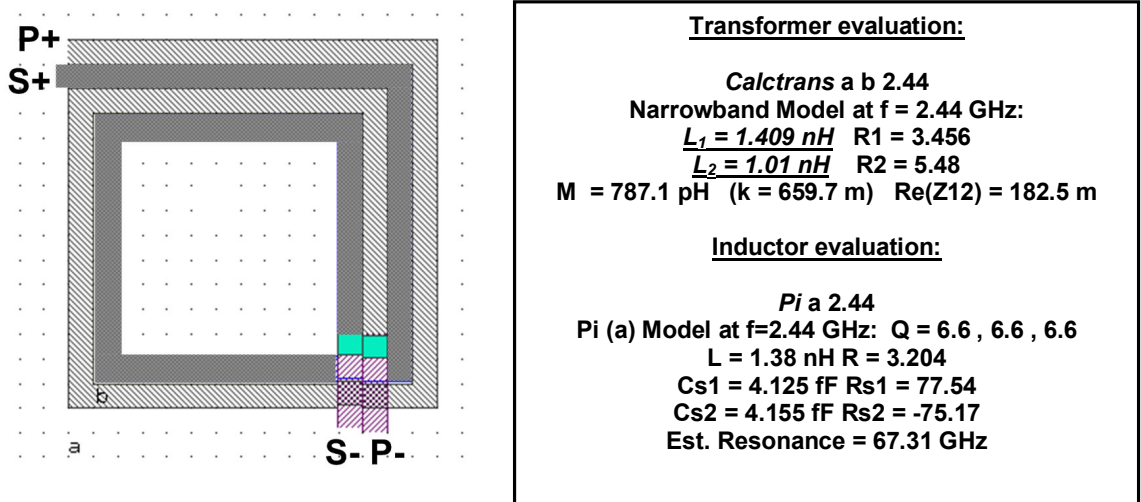 P+
S+
b
a
S- P-
Transformer evaluation:
Calctrans a b 2.44
Narrowband Model at f = 2.44 GHz:
L1 = 1.409 nH R1 = 3.456
L2 = 1.01 nH R2 = 5.48
M = 787.1 pH (k = 659.7 m) Re(Z12) = 182.5 m
Inductor evaluation:
Pi a 2.44
Pi (a) Model at f=2.44 GHz: Q = 6.6 , 6.6 , 6.6
L = 1.38 nH R = 3.204
Cs1 = 4.125 fF Rs1 = 77.54
Cs2 = 4.155 fF Rs2 = -75.17
Est. Resonance = 67.31 GHz